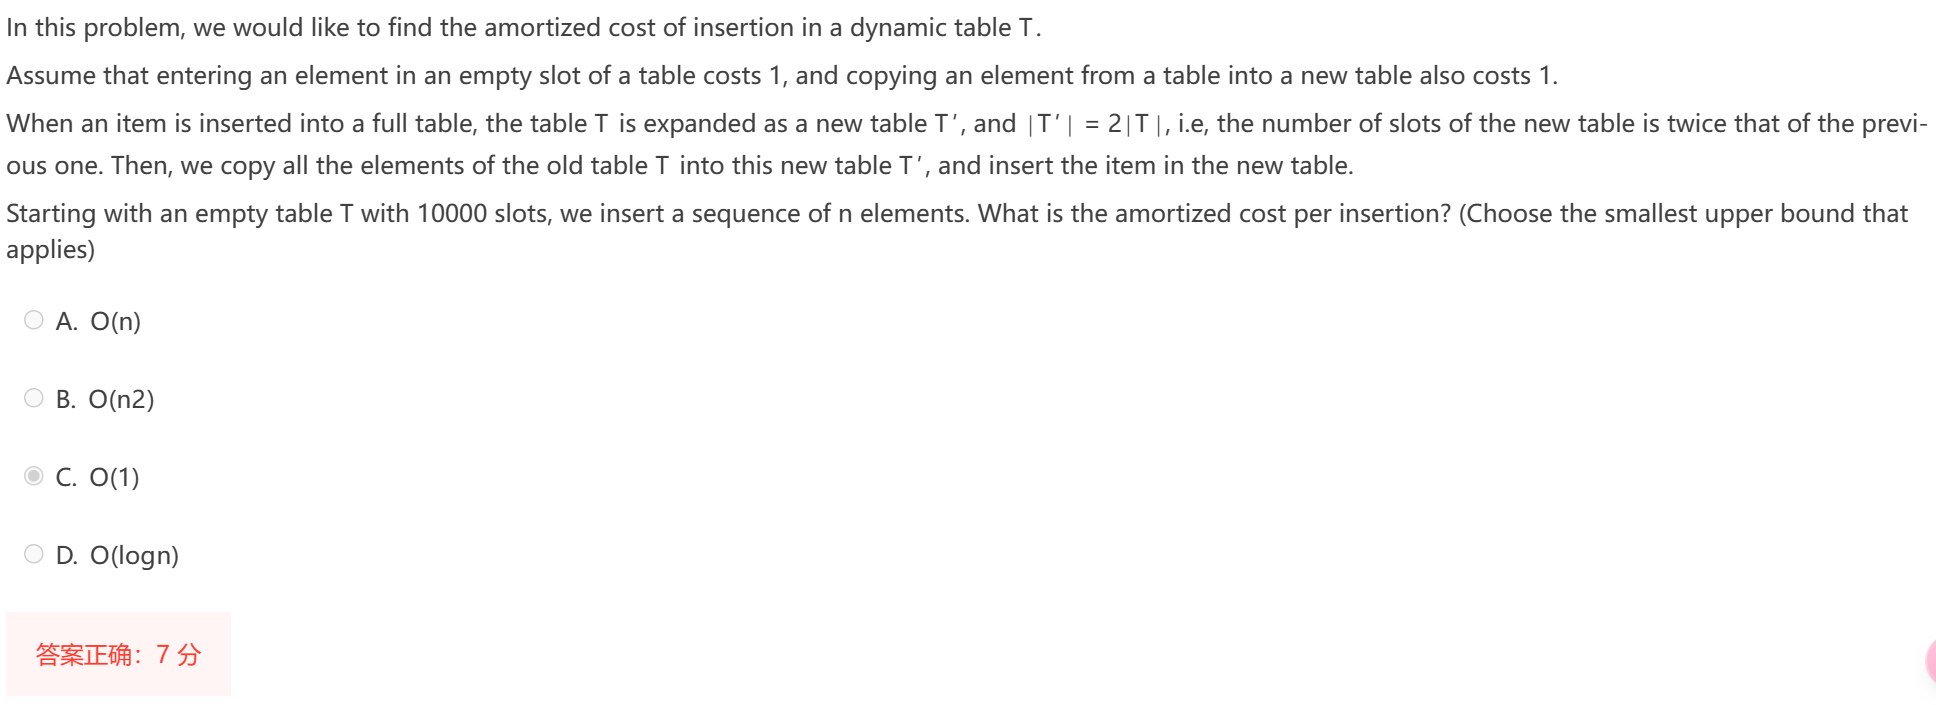 In this problem, we would like to find the amortized cost of insertion in a dynamic table T.
Assume that entering an element in an empty slot of a table costs 1, and copying an element from a table into a new table also costs 1.
When an item is inserted into a full table, the table T is expanded as a new table T′, and |T′| = 2|T|, i.e, the number of slots of the new table is twice that of the previ-
ous one. Then, we copy all the elements of the old table T into this new table T′, and insert the item in the new table.
Starting with an empty table T with 10000 slots, we insert a sequence of n elements. What is the amortized cost per insertion? (Choose the smallest upper bound that
applies)
A. O(n)
B. O(n2)
C. O(1)
D. O(logn)
答案正确：7 分